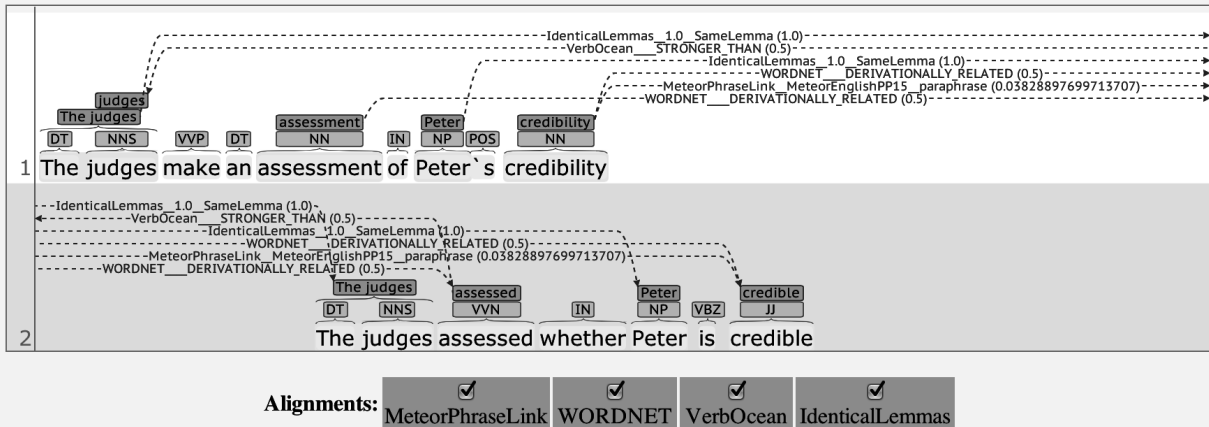 IdenticalLemmas__1.0__SameLemma (1.0)
VerbOcean___STRONGER_THAN (0.5)
IdenticalLemmas__1.0__SameLemma (1.0)
WORDNET___DERIVATIONALLY_RELATED (0.5)
MeteorPhraseLink__MeteorEnglishPP15__paraphrase (0.03828897699713707)
WORDNET___DERIVATIONALLY_RELATED (0.5)
judges
The judges assessment Peter credibility
DT NNS VVP DT NN IN NP POS NN
1 The judges make an assessment of Peter`s credibility
IdenticalLemmas__1.0__SameLemma (1.0)
VerbOcean___STRONGER_THAN (0.5)
IdenticalLemmas__1.0__SameLemma (1.0)
WORDNET___DERIVATIONALLY_RELATED (0.5)
MeteorPhraseLink__MeteorEnglishPP15__paraphrase (0.03828897699713707)
WORDNET___DERIVATIONALLY_RELATED (0.5)
The judges assessed Peter credible
DT NNS VVN IN NP VBZ JJ
2 The judges assessed whether Peter is credible
Alignments: MeteorPhraseLink WORDNET VerbOcean IdenticalLemmas